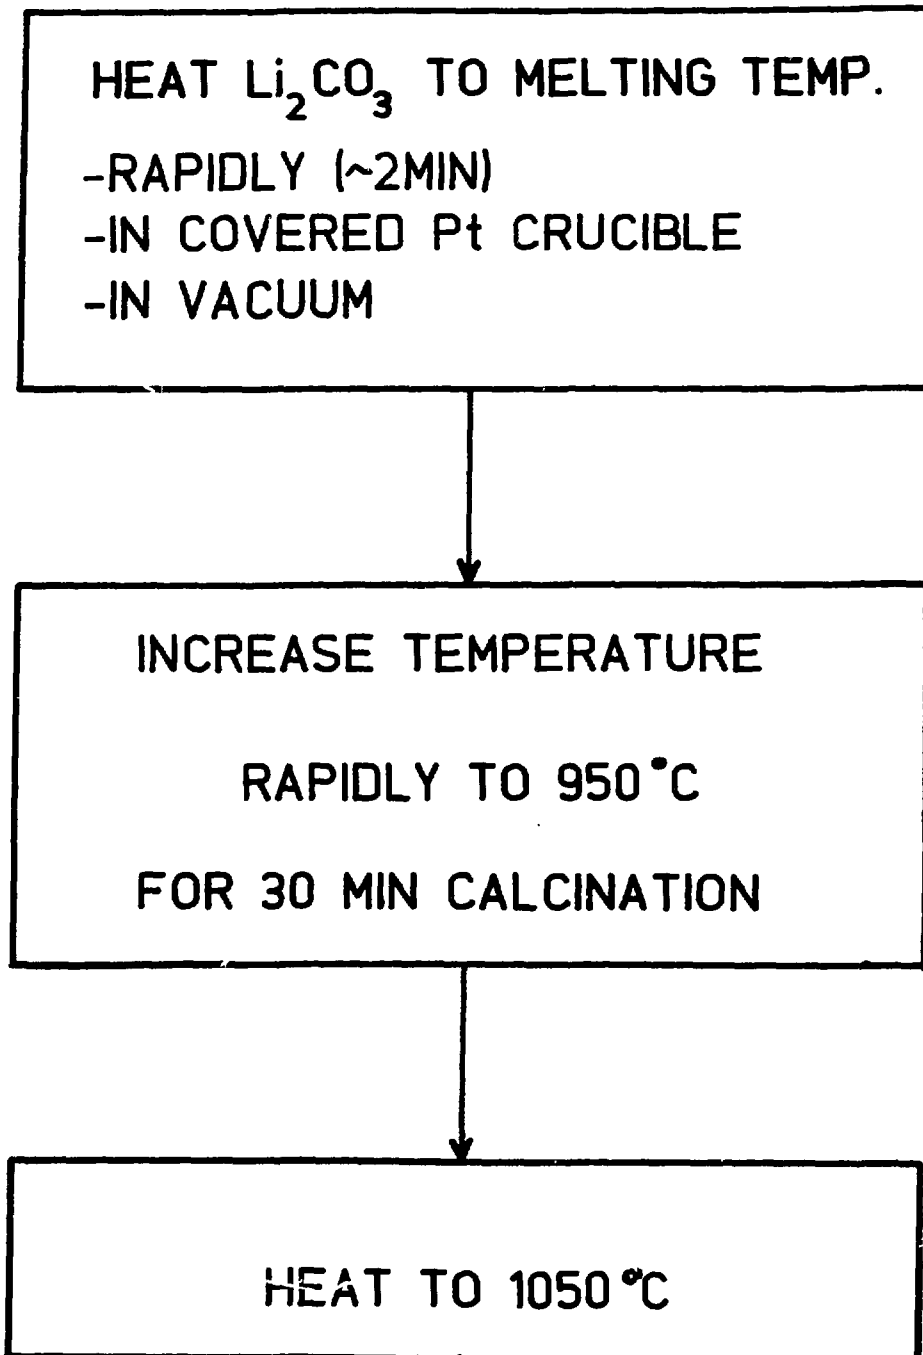 HEAT Li₂CO₃ TO MELTING TEMP.
-RAPIDLY (~2MIN)
-IN COVERED Pt CRUCIBLE
-IN VACUUM
INCREASE TEMPERATURE
RAPIDLY TO 950°C
FOR 30 MIN CALCINATION
HEAT TO 1050°C